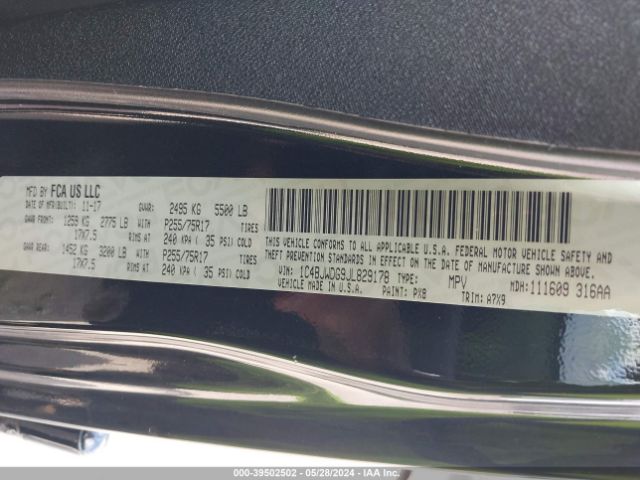 MFD BY FCA US LLC
DATE OF MFR(BUILT): 11-17 GVWR: 2495 KG 5500 LB
GAWR FRONT: 1259 KG 2775 LB WITH P255/75R17 TIRES
17X7.5 RIMS AT 240 KPA ( 35 PSI) COLD
GAWR REAR: 1452 KG 3200 LB WITH P255/75R17 TIRES
17X7.5 RIMS AT 240 KPA ( 35 PSI) COLD
THIS VEHICLE CONFORMS TO ALL APPLICABLE U.S.A. FEDERAL MOTOR VEHICLE SAFETY AND
THEFT PREVENTION STANDARDS IN EFFECT ON THE DATE OF MANUFACTURE SHOWN ABOVE.
VIN: 1C4BJWDG9JL829178 TYPE: MPV MDH:111609 316AA
VEHICLE MADE IN U.S.A. PAINT: PX8 TRIM: A7X9
000-39502502 - 05/28/2024 - IAA Inc.